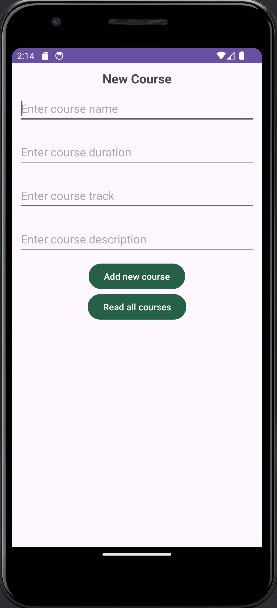 2:14
New Course
Enter course name
Enter course duration
Enter course track
Enter course description
Add new course
Read all courses